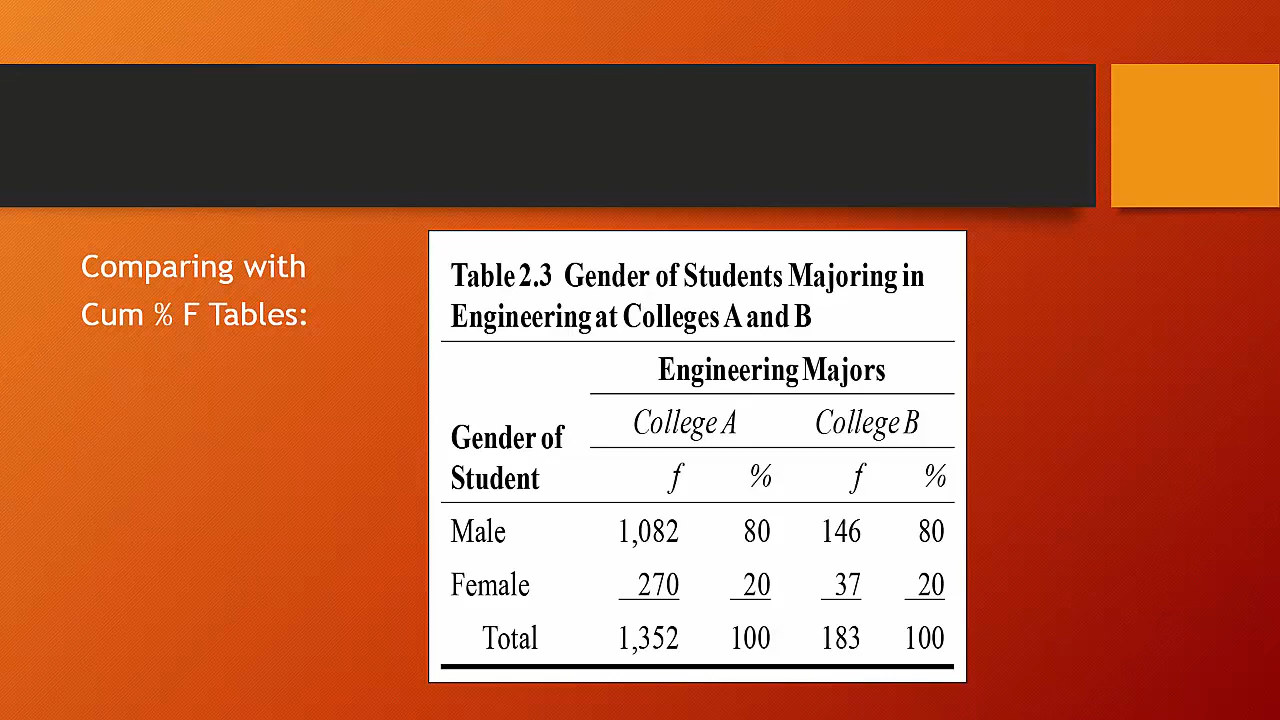 Comparing with
Cum % F Tables:
Table 2.3 Gender of Students Majoring in
Engineering at Colleges A and B
Engineering Majors
College A College B
Gender of
Student f % f %
Male 1,082 80 146 80
Female 270 20 37 20
Total 1,352 100 183 100